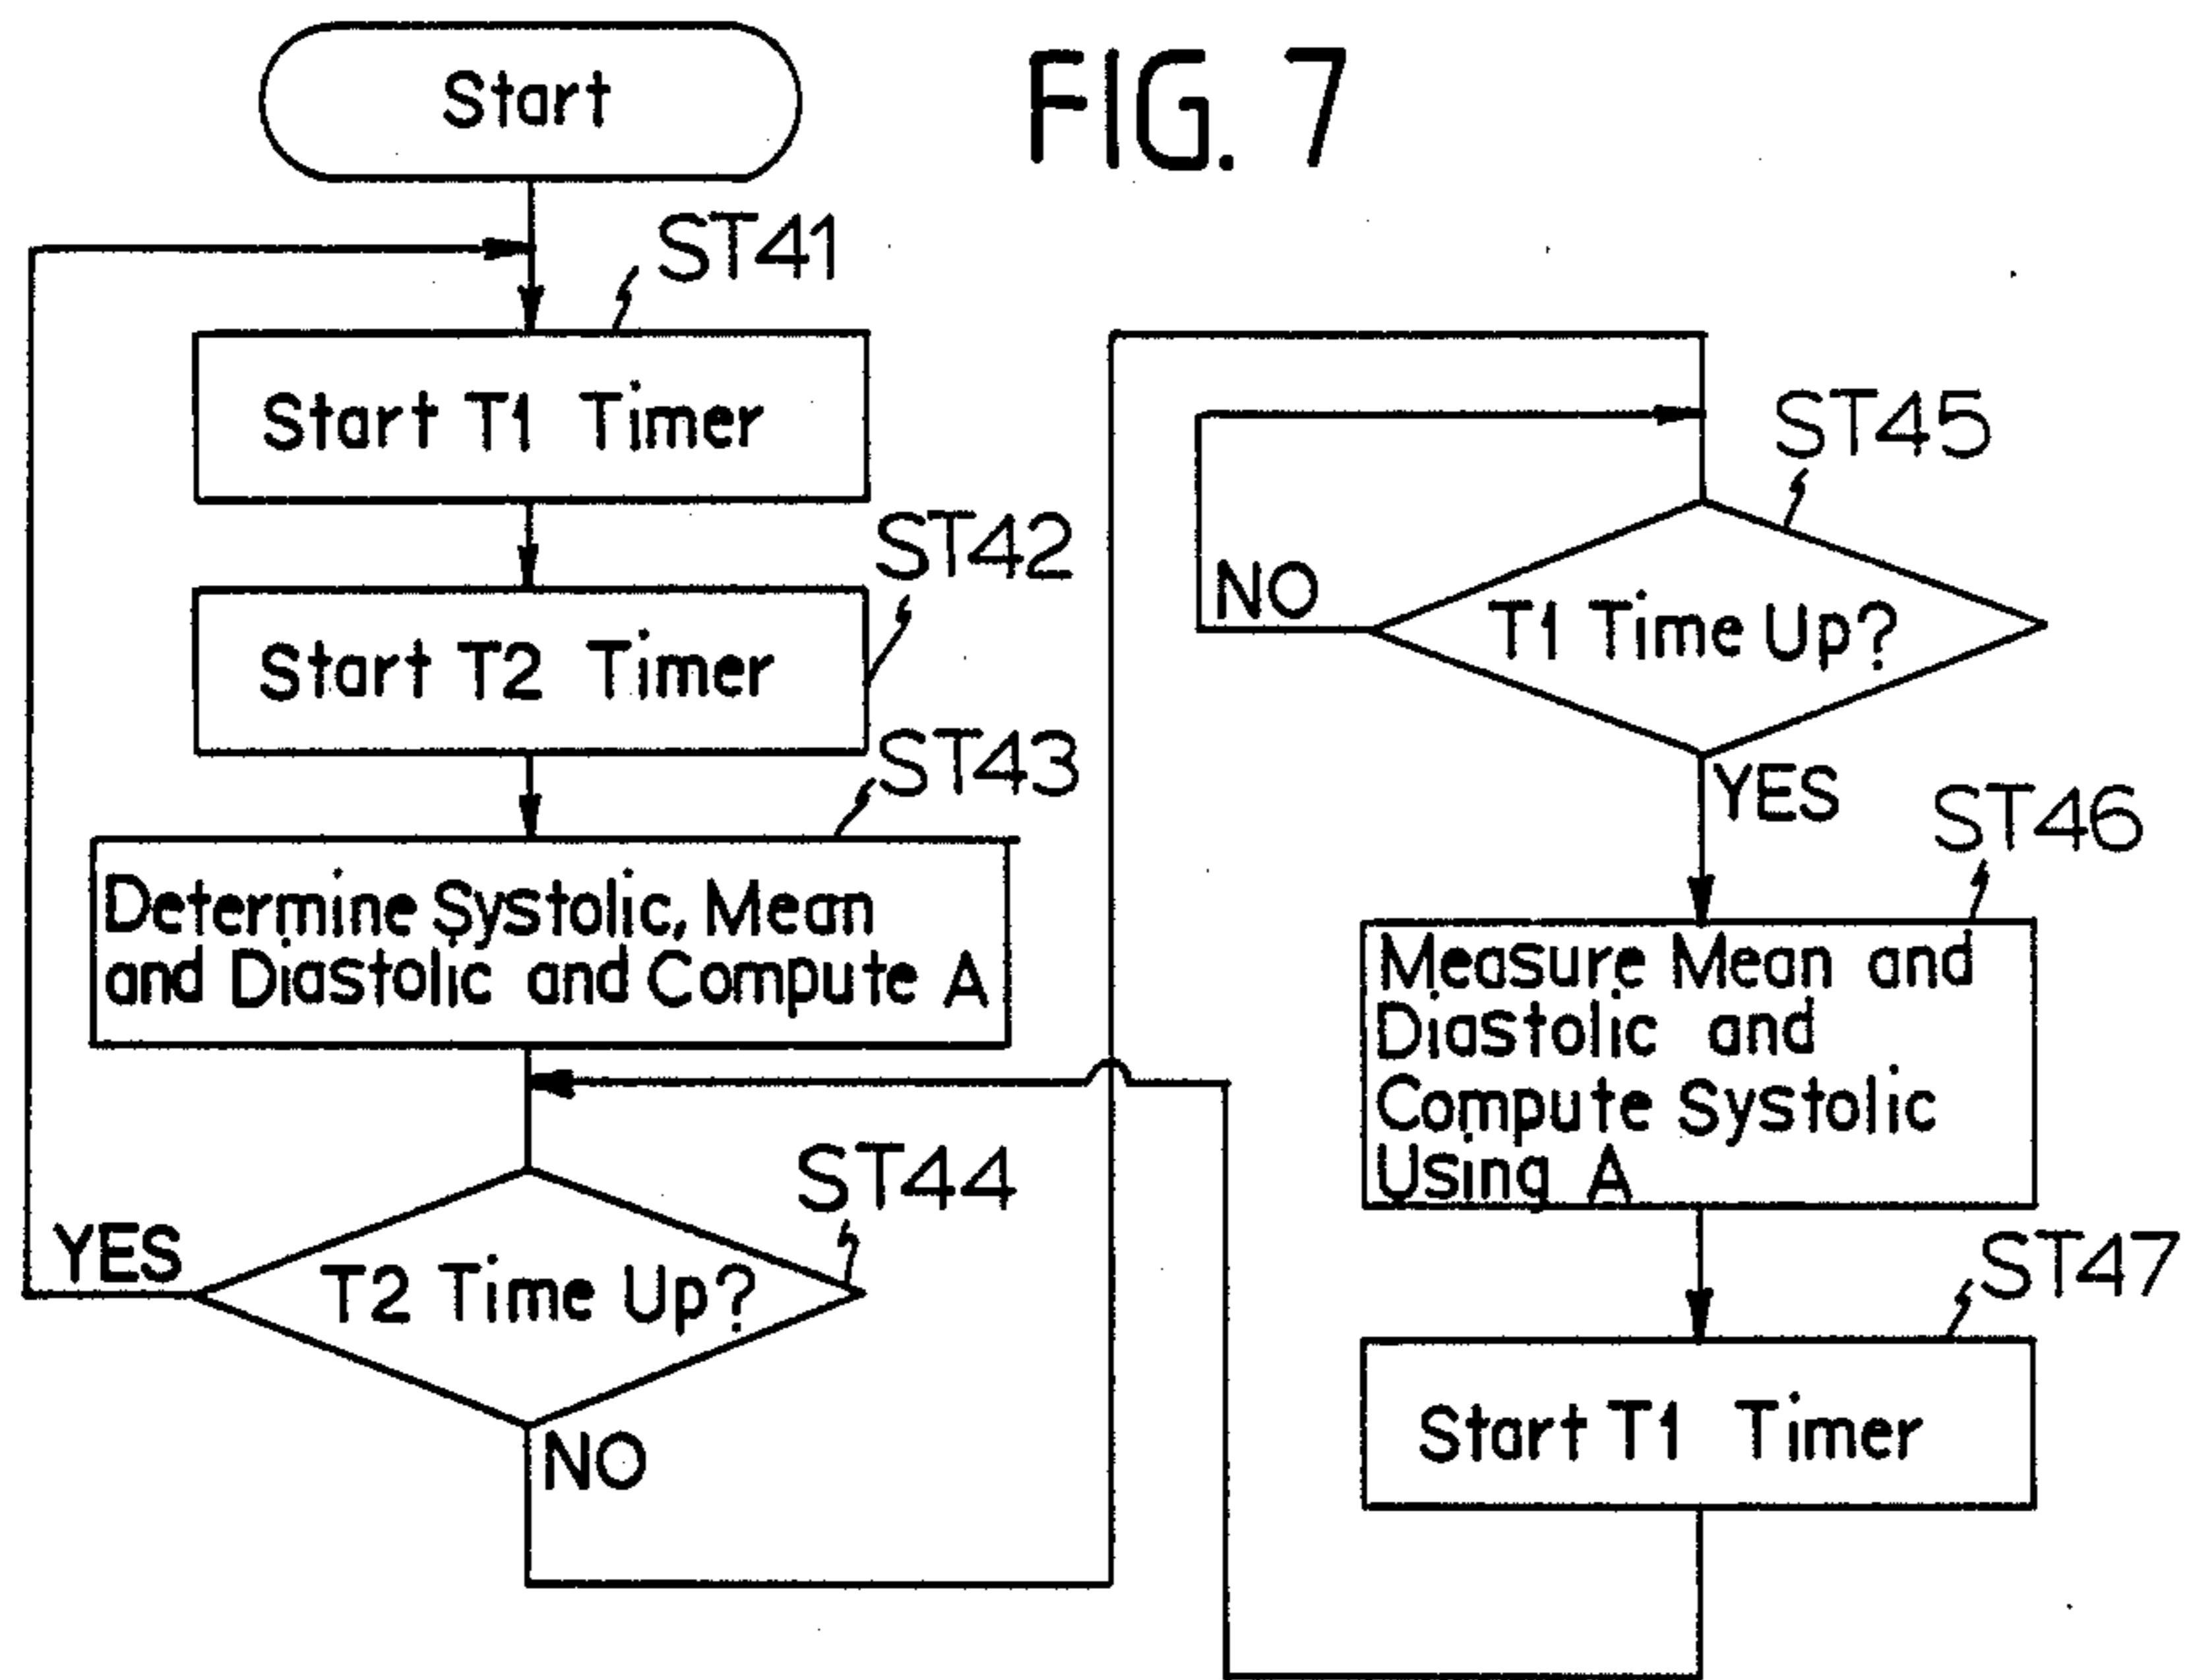 FIG. 7
Start
ST41
Start T1 Timer
ST42
Start T2 Timer
ST43
Determine Systolic, Mean
and Diastolic and Compute A
ST44
T2 Time Up?
YES
NO
ST45
T1 Time Up?
NO
YES
ST46
Measure Mean and
Diastolic and
Compute Systolic
Using A
ST47
Start T1 Timer